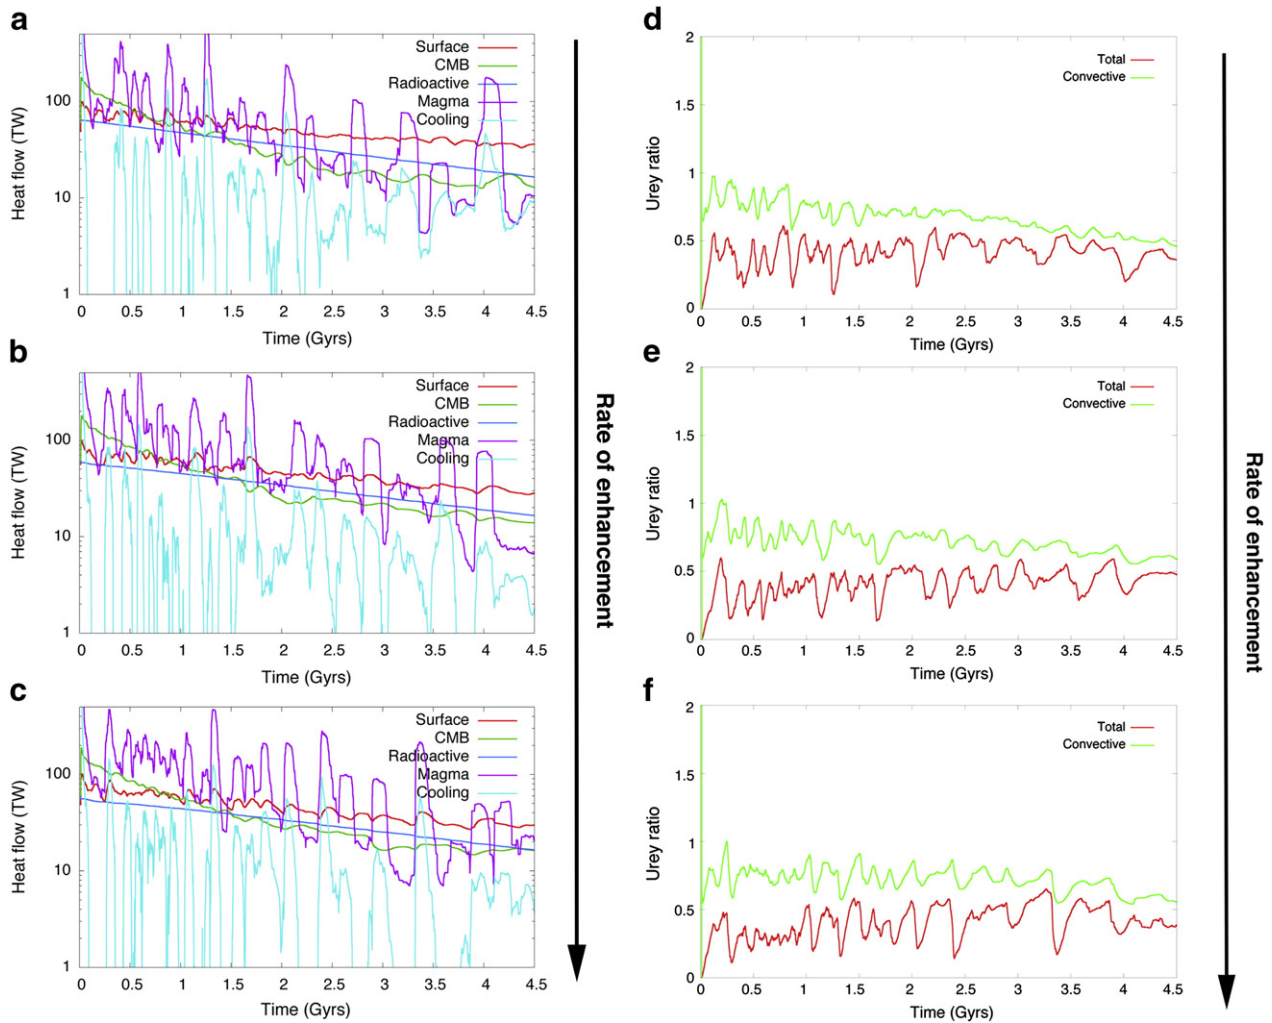 a
Surface
CMB
Radioactive
Magma
Cooling
Heat flow (TW)
100
10
1
0 0.5 1 1.5 2 2.5 3 3.5 4 4.5
Time (Gyrs)
b
Surface
CMB
Radioactive
Magma
Cooling
Heat flow (TW)
100
10
1
0 0.5 1 1.5 2 2.5 3 3.5 4 4.5
Time (Gyrs)
c
Surface
CMB
Radioactive
Magma
Cooling
Heat flow (TW)
100
10
1
0 0.5 1 1.5 2 2.5 3 3.5 4 4.5
Time (Gyrs)
Rate of enhancement
d
Total
Convective
Urey ratio
2
1.5
1
0.5
0
0 0.5 1 1.5 2 2.5 3 3.5 4 4.5
Time (Gyrs)
e
Total
Convective
Urey ratio
2
1.5
1
0.5
0
0 0.5 1 1.5 2 2.5 3 3.5 4 4.5
Time (Gyrs)
f
Total
Convective
Urey ratio
2
1.5
1
0.5
0
0 0.5 1 1.5 2 2.5 3 3.5 4 4.5
Time (Gyrs)
Rate of enhancement